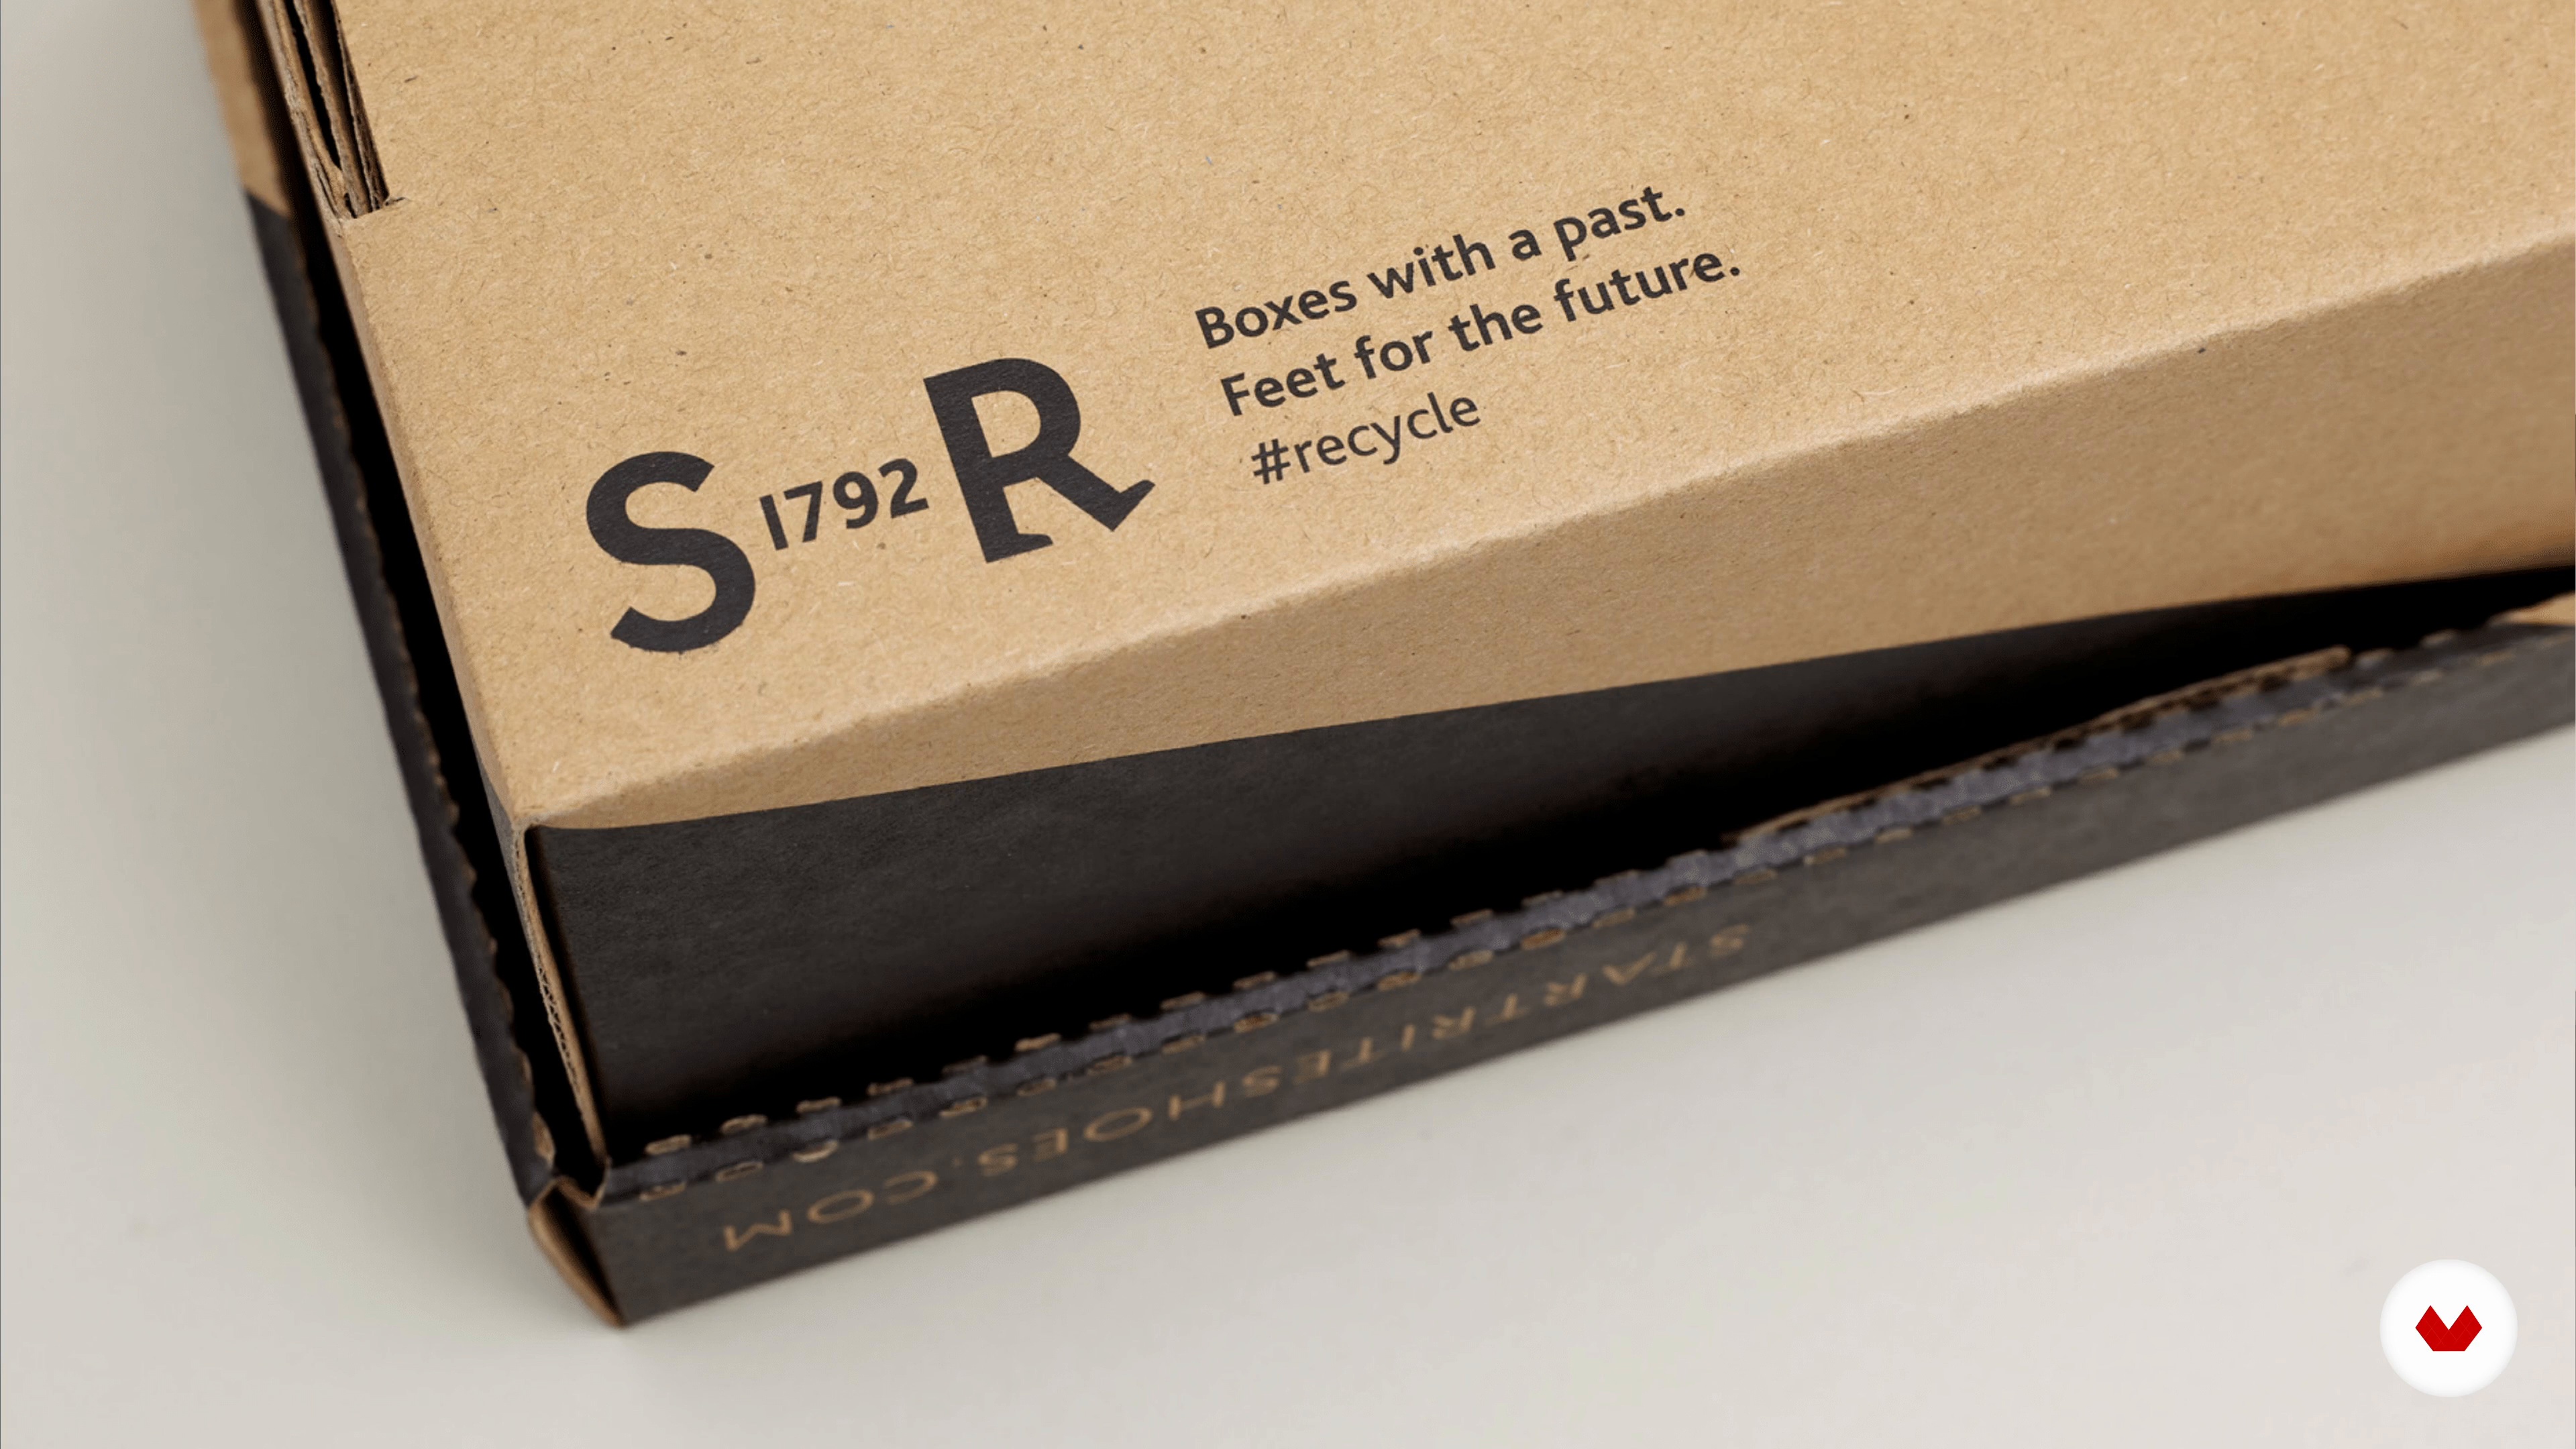 S 1792 R
Boxes with a past.
Feet for the future.
#recycle
STARTRITESHOES.COM